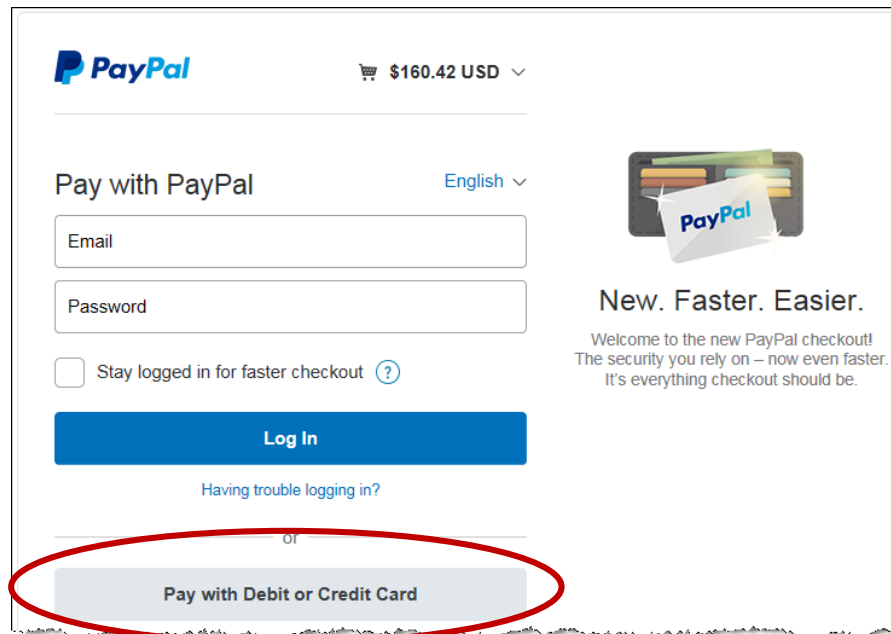 PayPal
$160.42 USD
Pay with PayPal
English
Email
Password
Stay logged in for faster checkout ?
Log In
Having trouble logging in?
or
Pay with Debit or Credit Card
PayPal
New. Faster. Easier.
Welcome to the new PayPal checkout!
The security you rely on – now even faster.
It's everything checkout should be.